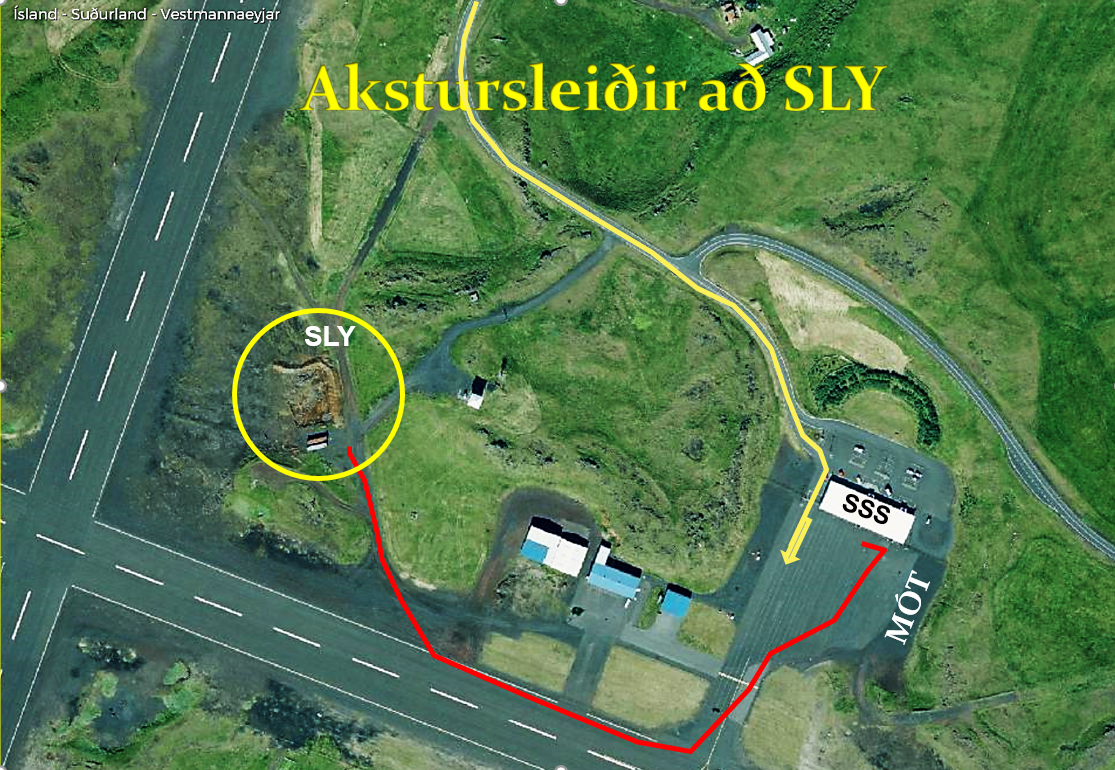 Ísland - Suðurland - Vestmannaeyjar
Akstursleiðir að SLY
SLY
SSS
MÓT